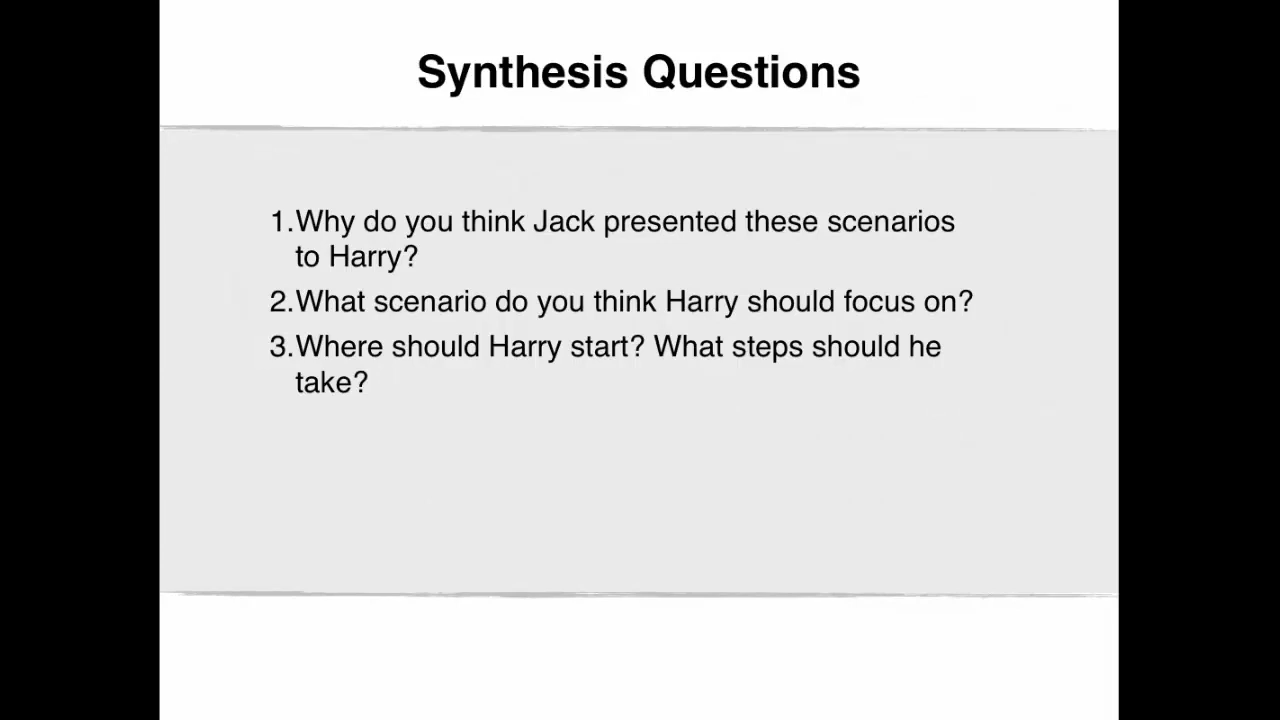 Synthesis Questions
1.Why do you think Jack presented these scenarios
to Harry?
2.What scenario do you think Harry should focus on?
3.Where should Harry start? What steps should he
take?